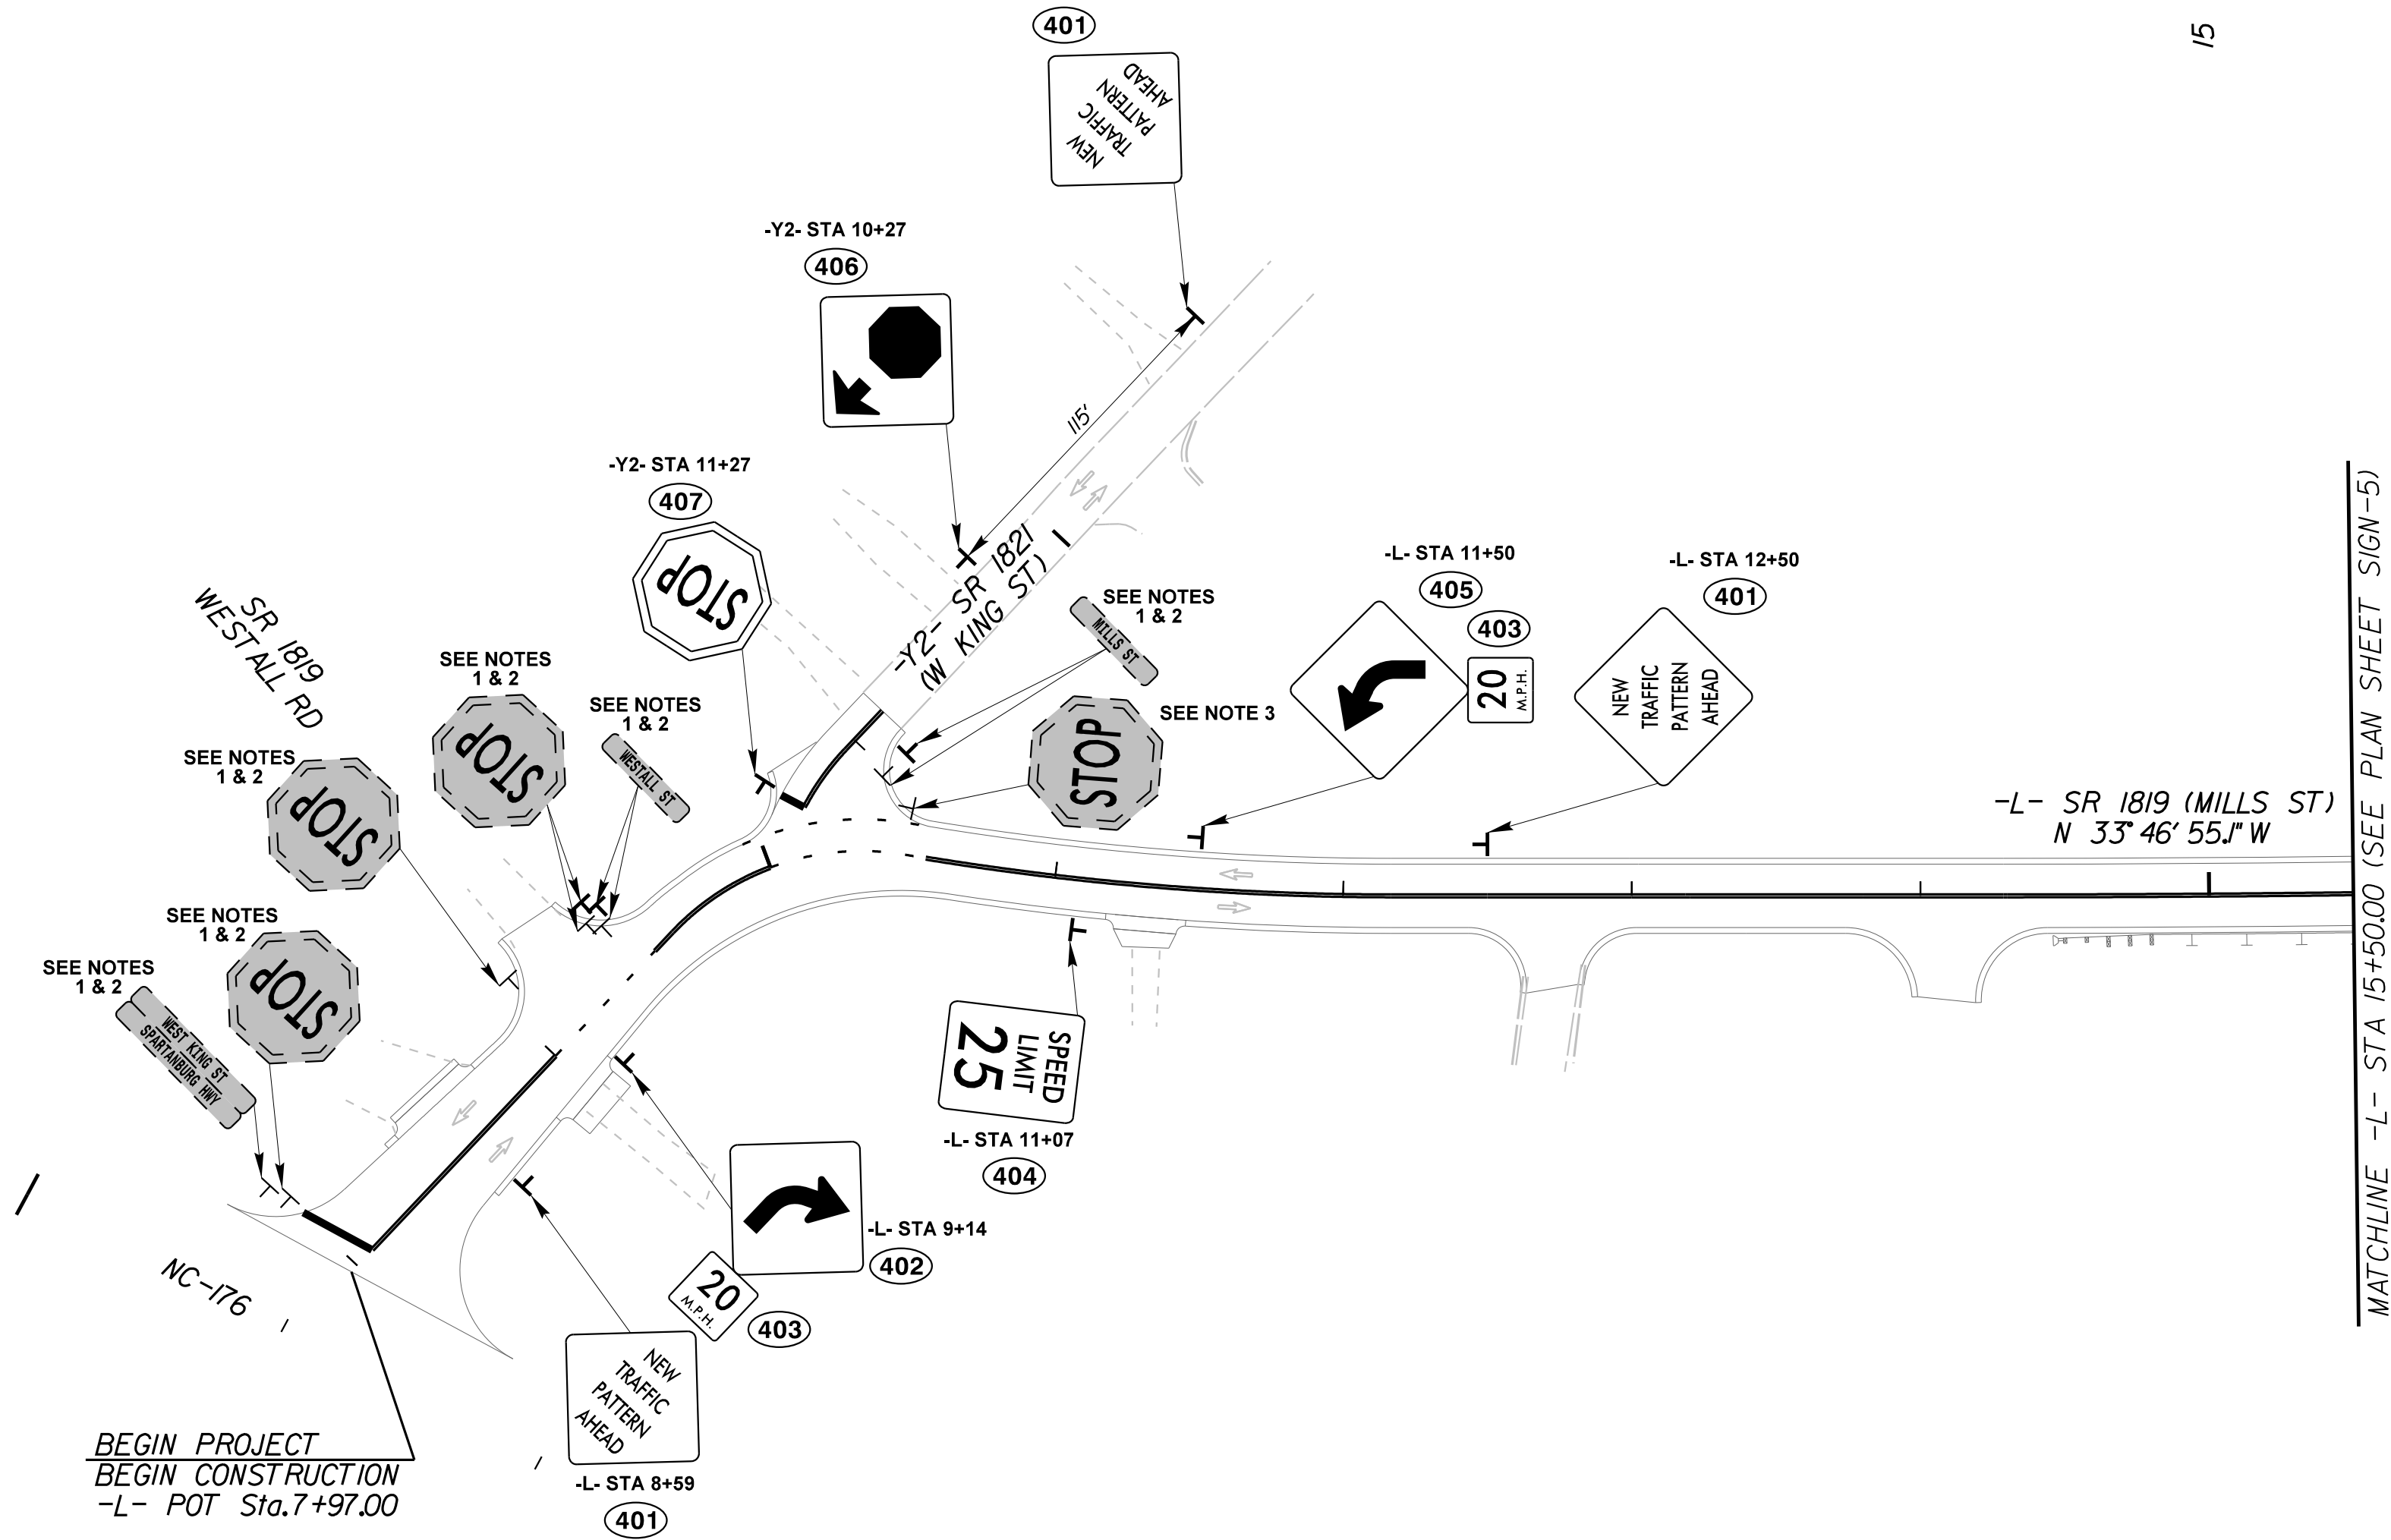 15
401
NEW
TRAFFIC
PATTERN
AHEAD
-Y2- STA 10+27
406
115'
-Y2- STA 11+27
407
STOP
-Y2- SR 1821
(W KING ST)
SEE NOTES
1 & 2
MILLS ST
STOP
SEE NOTE 3
-L- STA 11+50
405
403
20
M.P.H.
-L- STA 12+50
401
NEW
TRAFFIC
PATTERN
AHEAD
-L- SR 1819 (MILLS ST)
N 33° 46' 55.1" W
MATCHLINE -L- STA 15+50.00 (SEE PLAN SHEET SIGN-5)
SR 1819
WESTALL RD
SEE NOTES
1 & 2
STOP
SEE NOTES
1 & 2
WESTALL ST
SEE NOTES
1 & 2
STOP
SEE NOTES
1 & 2
STOP
SEE NOTES
1 & 2
WEST KING ST
SPARTANBURG HWY
SPEED
LIMIT
25
-L- STA 11+07
404
-L- STA 9+14
402
20
M.P.H.
403
NC-176
NEW
TRAFFIC
PATTERN
AHEAD
-L- STA 8+59
401
BEGIN PROJECT
BEGIN CONSTRUCTION
-L- POT Sta.7+97.00